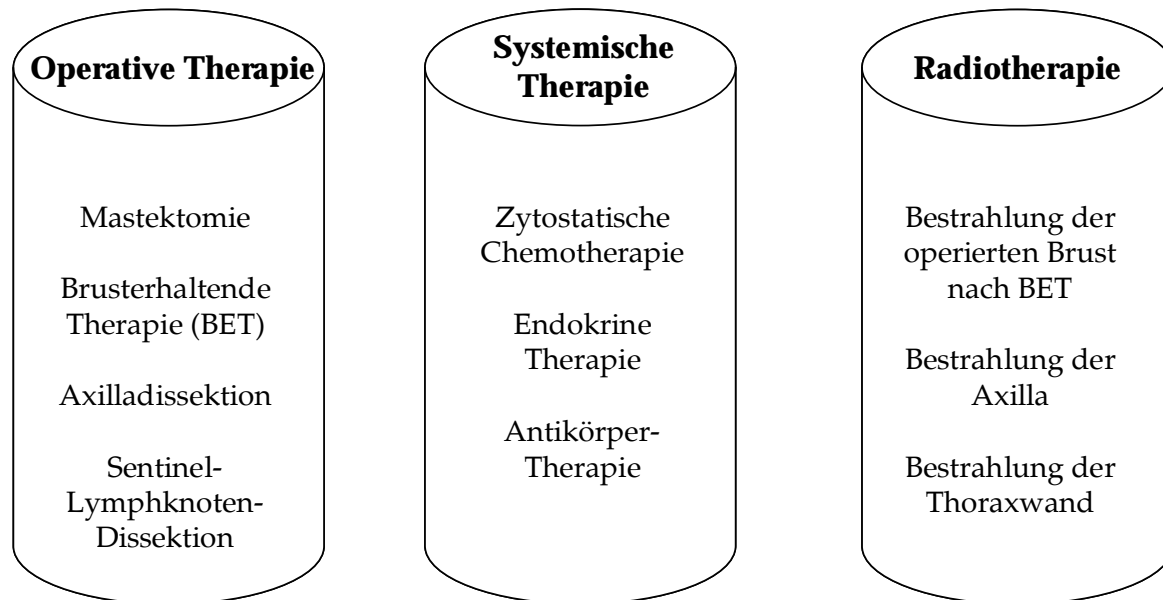 Operative Therapie
Mastektomie
Brusterhaltende
Therapie (BET)
Axilladissektion
Sentinel-
Lymphknoten-
Dissektion
Systemische
Therapie
Zytostatische
Chemotherapie
Endokrine
Therapie
Antikörper-
Therapie
Radiotherapie
Bestrahlung der
operierten Brust
nach BET
Bestrahlung der
Axilla
Bestrahlung der
Thoraxwand